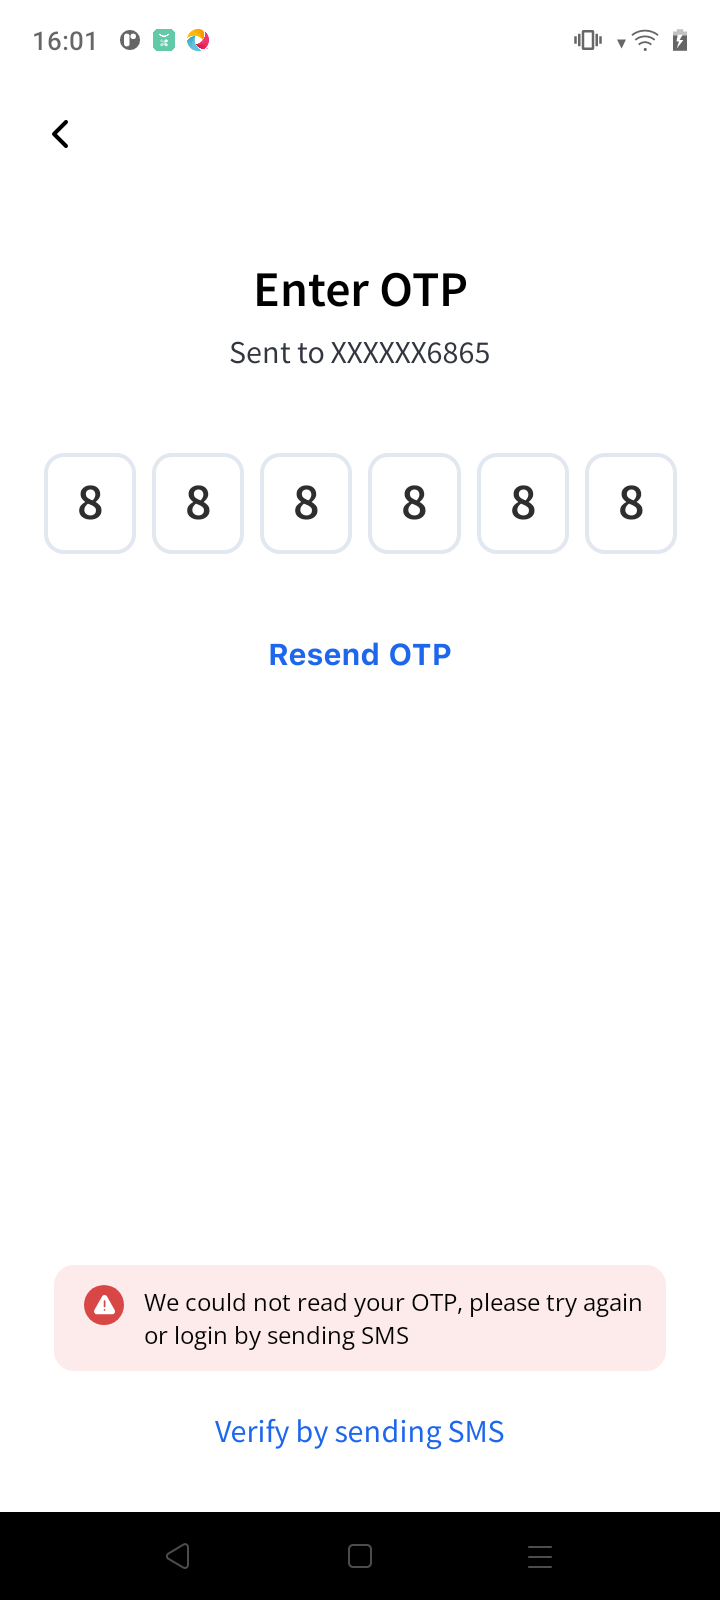 16:01
Enter OTP
Sent to XXXXXX6865
8 8 8 8 8 8
Resend OTP
We could not read your OTP, please try again
or login by sending SMS
Verify by sending SMS